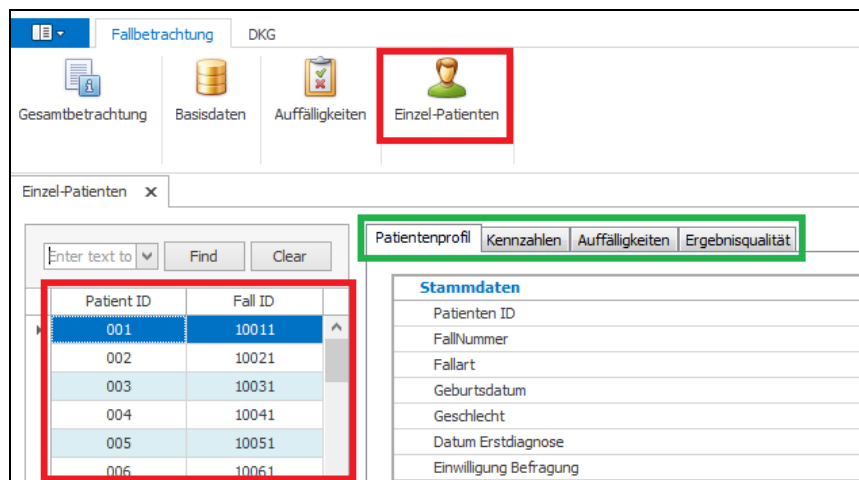 Fallbetrachtung DKG
Gesamtbetrachtung Basisdaten Auffälligkeiten Einzel-Patienten
Einzel-Patienten x
Enter text to Find Clear
Patient ID Fall ID
001 10011
002 10021
003 10031
004 10041
005 10051
006 10061
Patientenprofil Kennzahlen Auffälligkeiten Ergebnisqualität
Stammdaten
Patienten ID
FallNummer
Fallart
Geburtsdatum
Geschlecht
Datum Erstdiagnose
Einwilligung Befragung